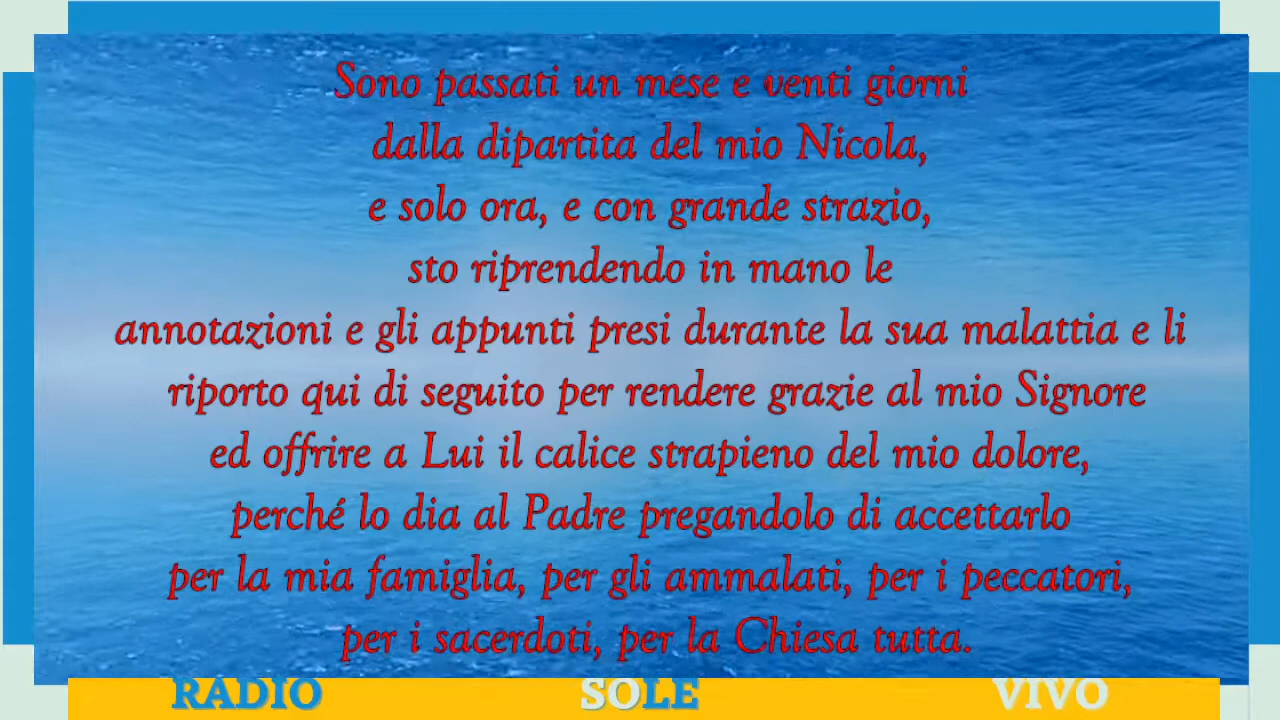 Sono passati un mese e venti giorni
dalla dipartita del mio Nicola,
e solo ora, e con grande strazio,
sto riprendendo in mano le
annotazioni e gli appunti presi durante la sua malattia e li
riporto qui di seguito per rendere grazie al mio Signore
ed offrire a Lui il calice strapieno del mio dolore,
perché lo dia al Padre pregandolo di accettarlo
per la mia famiglia, per gli ammalati, per i peccatori,
per i sacerdoti, per la Chiesa tutta.
RADIO SOLE VIVO